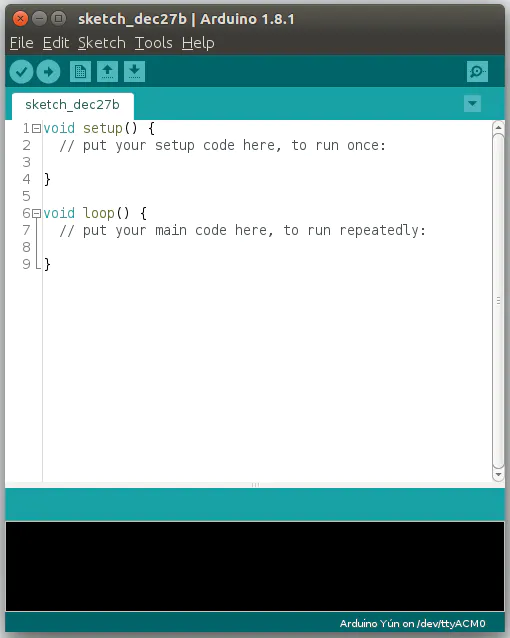 sketch_dec27b | Arduino 1.8.1
File Edit Sketch Tools Help
sketch_dec27b
1 void setup() {
2 // put your setup code here, to run once:
3
4 }
5
6 void loop() {
7 // put your main code here, to run repeatedly:
8
9 }
Arduino Yún on /dev/ttyACM0